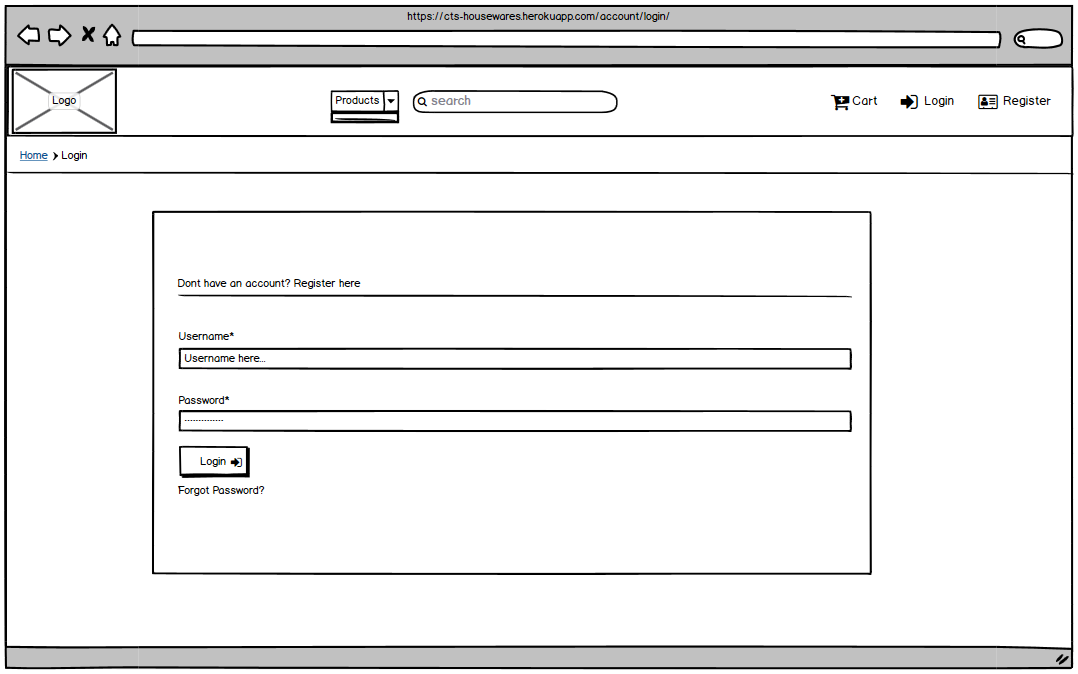 https://cts-housewares.herokuapp.com/account/login/
Logo
Products
search
Cart
Login
Register
Home > Login
Dont have an account? Register here
Username*
Username here...
Password*
..............
Login
Forgot Password?